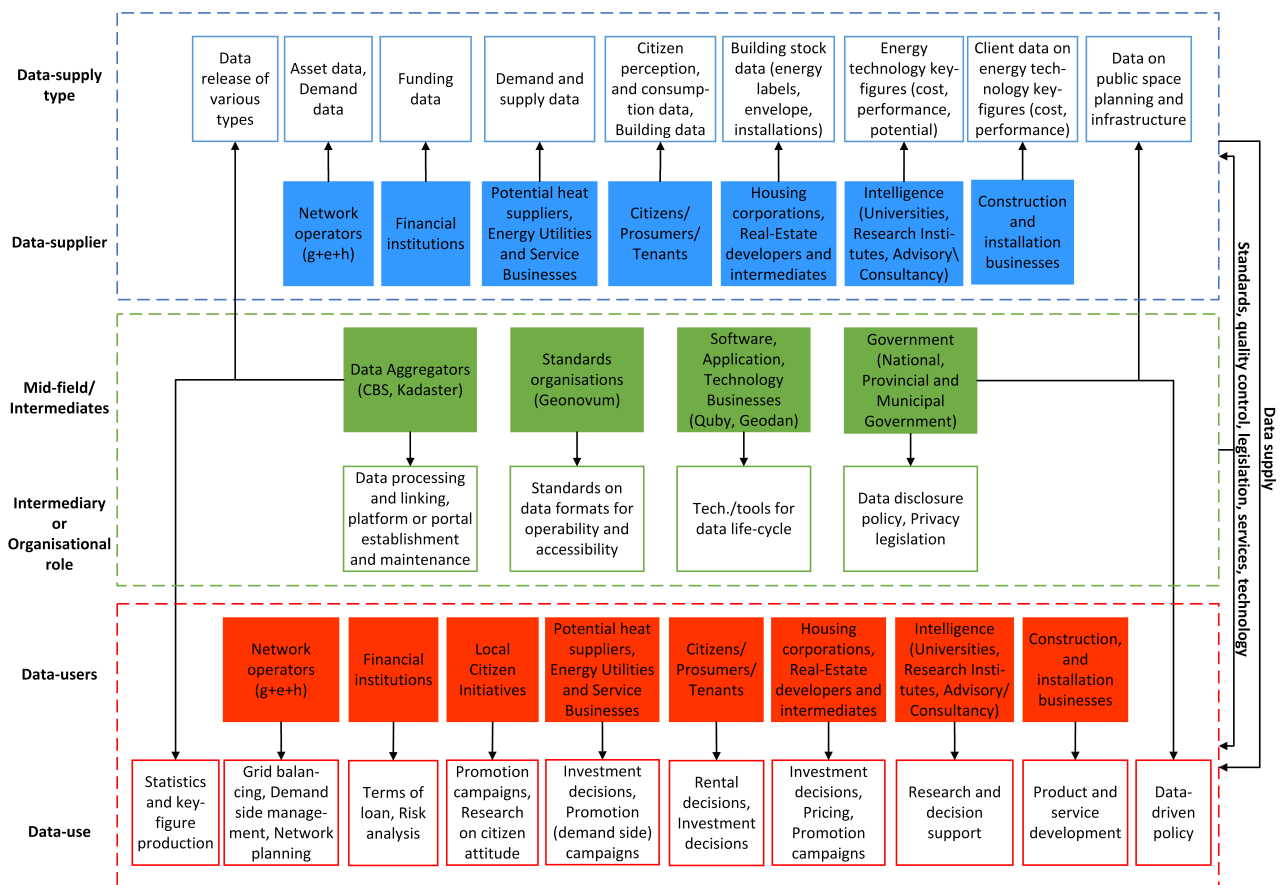 Data-supply
type
Data
release of
various
types
Asset data,
Demand
data
Funding
data
Demand and
supply data
Citizen
perception,
and consump-
tion data,
Building data
Building stock
data (energy
labels,
envelope,
installations)
Energy
technology key-
figures (cost,
performance,
potential)
Client data on
energy tech-
nology key-
figures (cost,
performance)
Data on
public space
planning and
infrastructure
Data-supplier
Network
operators
(g+e+h)
Financial
institutions
Potential heat
suppliers,
Energy Utilities
and Service
Businesses
Citizens/
Prosumers/
Tenants
Housing
corporations,
Real-Estate
developers and
intermediates
Intelligence
(Universities,
Research Insti-
tutes, Advisory\
Consultancy)
Construction
and
installation
businesses
Mid-field/
Intermediates
Data Aggregators
(CBS, Kadaster)
Standards
organisations
(Geonovum)
Software,
Application,
Technology
Businesses
(Quby, Geodan)
Government
(National,
Provincial and
Municipal
Government)
Intermediary
or
Organisational
role
Data processing
and linking,
platform or portal
establishment
and maintenance
Standards on
data formats for
operability and
accessibility
Tech./tools for
data life-cycle
Data disclosure
policy, Privacy
legislation
Data-users
Network
operators
(g+e+h)
Financial
institutions
Local
Citizen
Initiatives
Potential heat
suppliers,
Energy Utilities
and Service
Businesses
Citizens/
Prosumers/
Tenants
Housing
corporations,
Real-Estate
developers and
intermediates
Intelligence
(Universities,
Research Insti-
tutes, Advisory/
Consultancy)
Construction,
and
installation
businesses
Data-use
Statistics
and key-
figure
production
Grid balan-
cing, Demand
side manage-
ment, Network
planning
Terms of
loan, Risk
analysis
Promotion
campaigns,
Research
on citizen
attitude
Investment
decisions,
Promotion
(demand side)
campaigns
Rental
decisions,
Investment
decisions
Investment
decisions,
Pricing,
Promotion
campaigns
Research and
decision
support
Product and
service
development
Data-
driven
policy
Standards, quality control, legislation, services, technology
Data supply